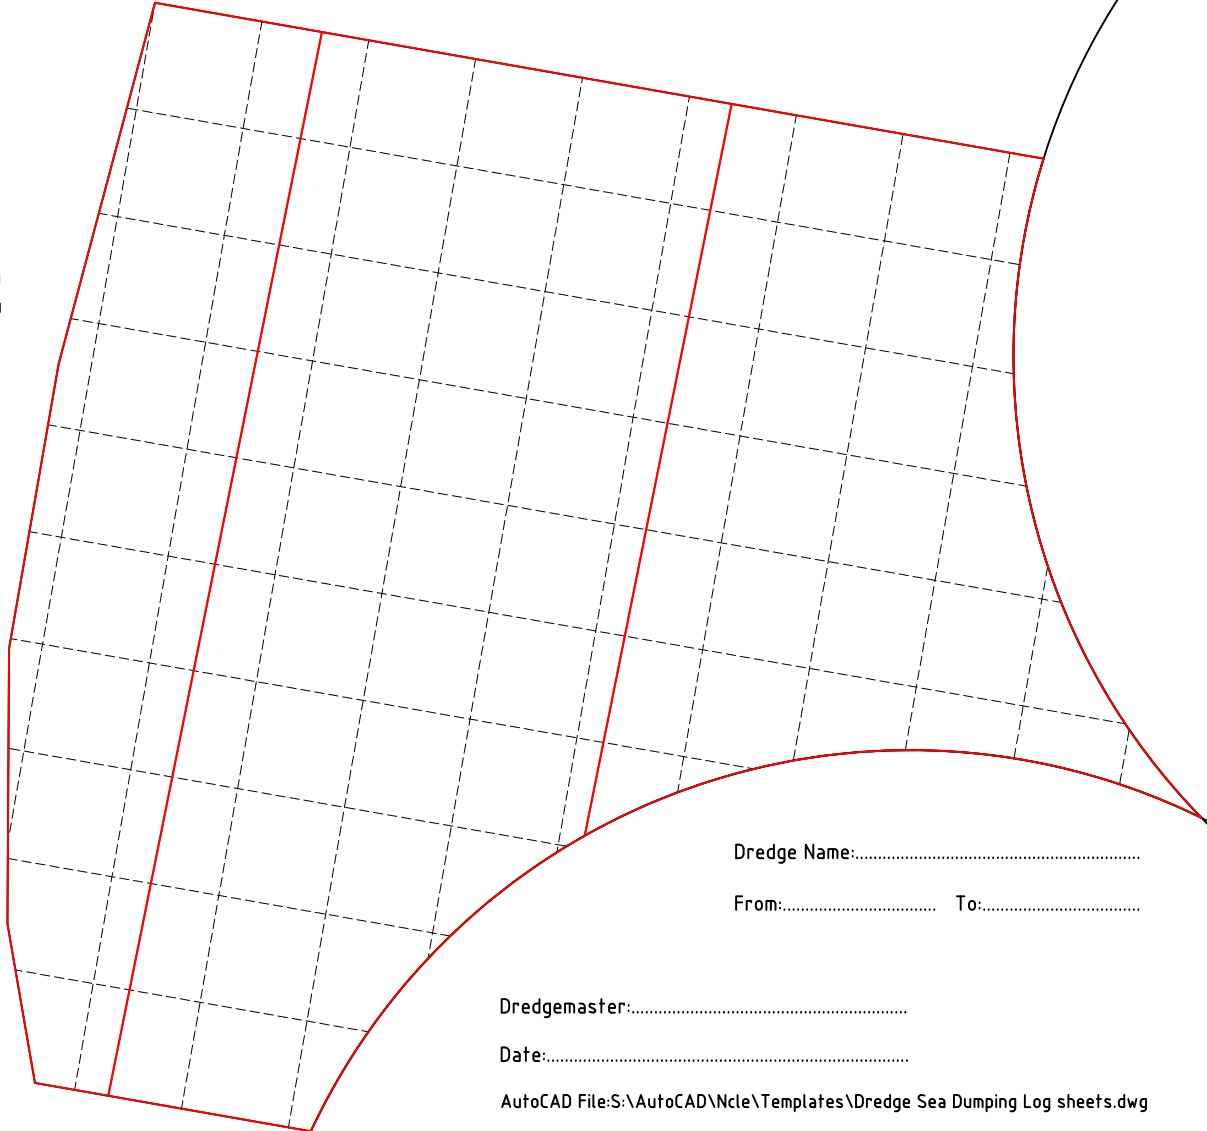 Dredge Name:...............................................................
From:.................................. To:...................................
Dredgemaster:.............................................................
Date:................................................................................
AutoCAD File:S:\AutoCAD\Ncle\Templates\Dredge Sea Dumping Log sheets.dwg